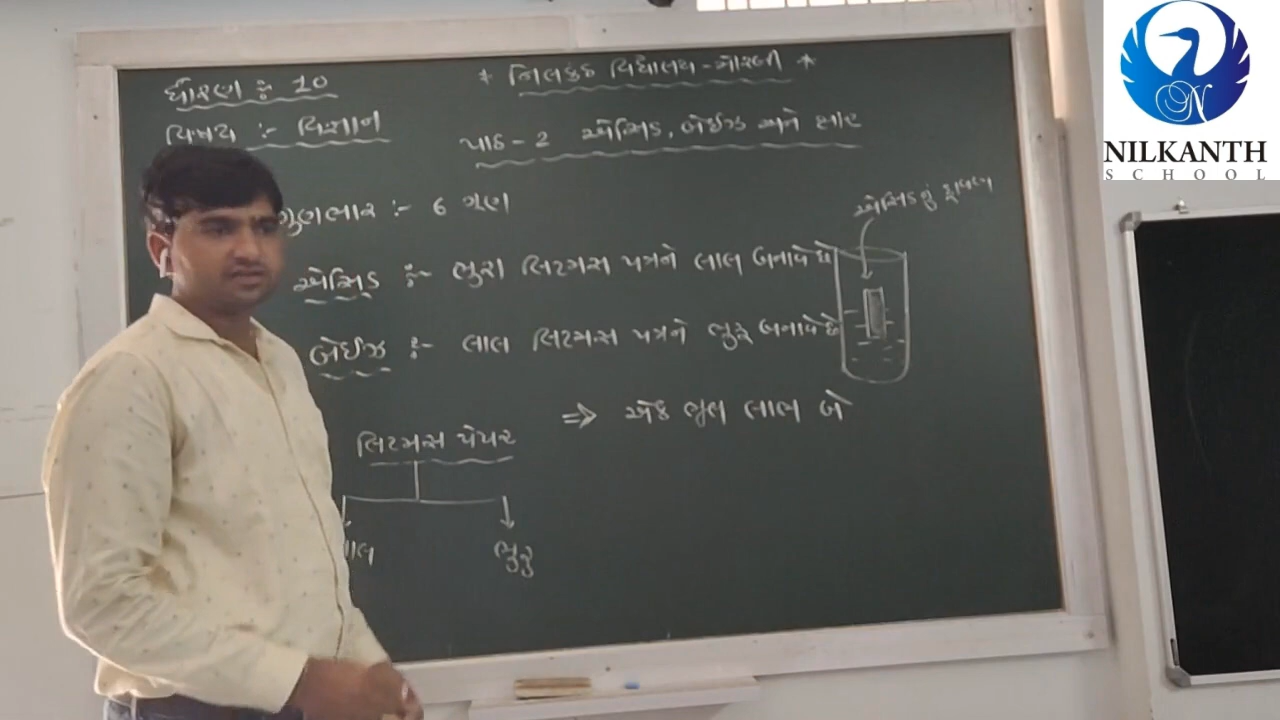 ધોરણ :- 10
* નિલકંઠ વિદ્યાલય - મોરબી *
વિષય :- વિજ્ઞાન
પાઠ - 2 એસિડ, બેઈઝ અને ક્ષાર
ગુણભાર :- 6 ગુણ
એસિડનું દ્રાવણ
એસિડ :- ભુરા લિટમસ પત્રને લાલ બનાવે છે
બેઈઝ :- લાલ લિટમસ પત્રને ભૂરૂ બનાવે છે
⇒ એક ભૂલ લાલ બે
લિટમસ પેપર
ભુરુ
NILKANTH
SCHOOL